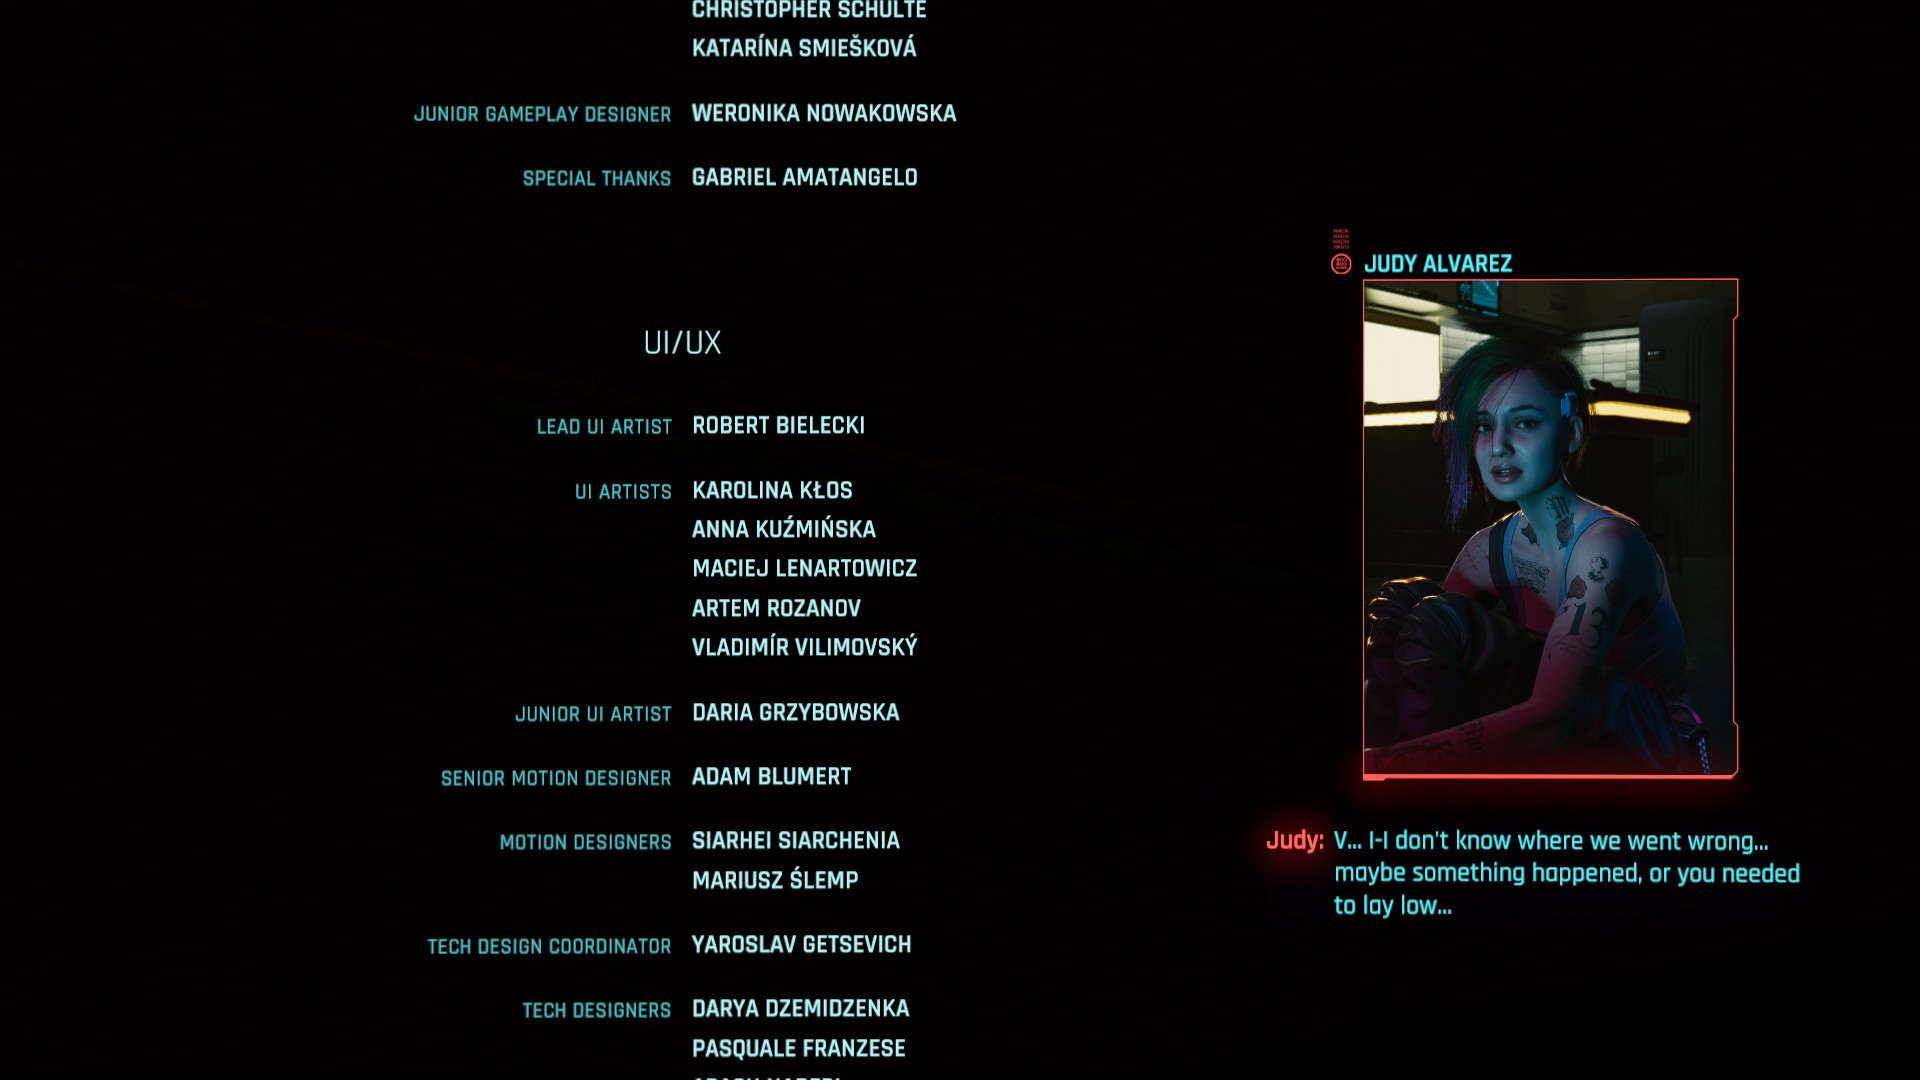 CHRISTOPHER SCHULTE
KATARÍNA SMIEŠKOVÁ
JUNIOR GAMEPLAY DESIGNER WERONIKA NOWAKOWSKA
SPECIAL THANKS GABRIEL AMATANGELO
UI/UX
LEAD UI ARTIST ROBERT BIELECKI
UI ARTISTS KAROLINA KŁOS
ANNA KUŹMIŃSKA
MACIEJ LENARTOWICZ
ARTEM ROZANOV
VLADIMÍR VILIMOVSKÝ
JUNIOR UI ARTIST DARIA GRZYBOWSKA
SENIOR MOTION DESIGNER ADAM BLUMERT
MOTION DESIGNERS SIARHEI SIARCHENIA
MARIUSZ ŚLEMP
TECH DESIGN COORDINATOR YAROSLAV GETSEVICH
TECH DESIGNERS DARYA DZEMIDZENKA
PASQUALE FRANZESE
JUDY ALVAREZ
13
Judy: V... I-I don't know where we went wrong...
maybe something happened, or you needed
to lay low...